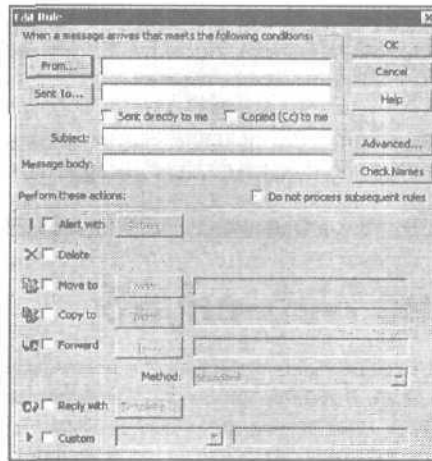 Edit Rule
When a message arrives that meets the following conditions:
From...
OK
Sent To...
Cancel
Help
Sent directly to me
Copied (Cc) to me
Subject:
Advanced...
Message body:
Check Names
Perform these actions:
Do not process subsequent rules
Alert with
Action...
Delete
Move to
Copy to
Forward
To...
Method:
Standard
Reply with
Template...
Custom